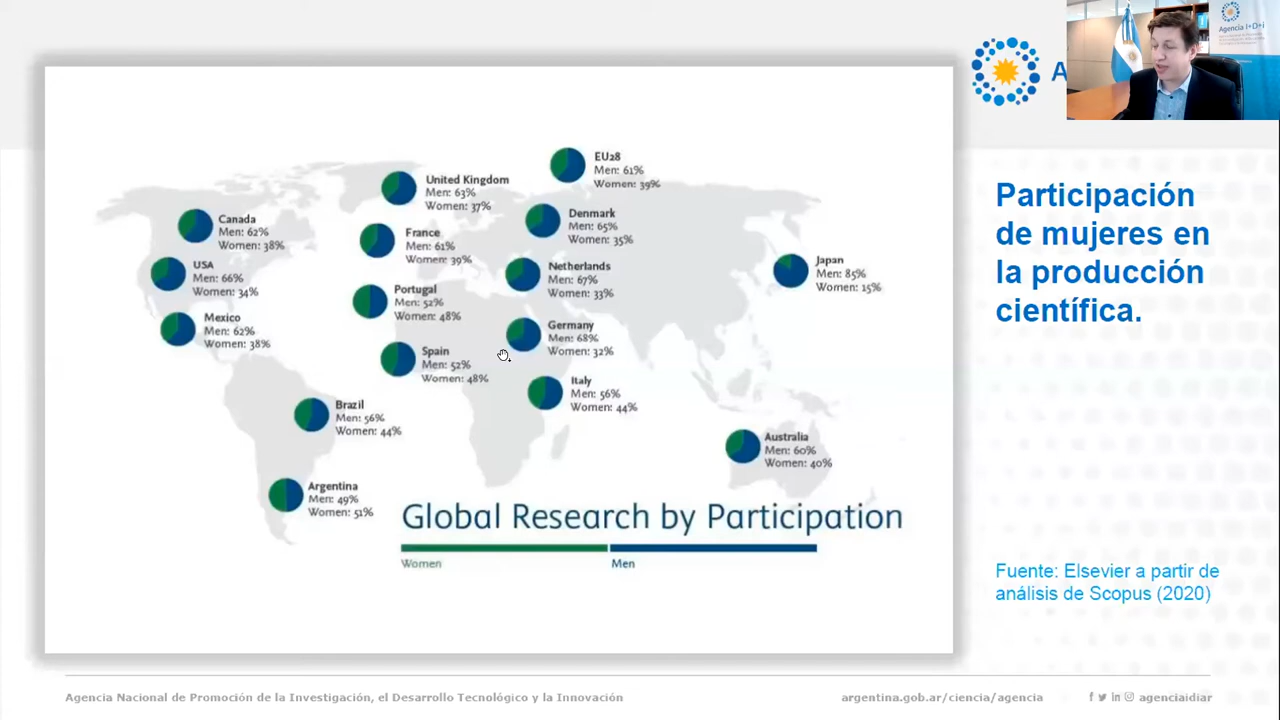 Agencia I+D+i
A
Participación
de mujeres en
la producción
científica.
EU28
Men: 61%
Women: 39%
United Kingdom
Men: 63%
Women: 37%
Canada
Men: 62%
Women: 38%
Denmark
Men: 65%
Women: 35%
France
Men: 61%
Women: 39%
USA
Men: 66%
Women: 34%
Netherlands
Men: 67%
Women: 33%
Japan
Men: 85%
Women: 15%
Portugal
Men: 52%
Women: 48%
Mexico
Men: 62%
Women: 38%
Germany
Men: 68%
Women: 32%
Spain
Men: 52%
Women: 48%
Italy
Men: 56%
Women: 44%
Brazil
Men: 56%
Women: 44%
Australia
Men: 60%
Women: 40%
Argentina
Men: 49%
Women: 51%
Global Research by Participation
Women
Men
Fuente: Elsevier a partir de
análisis de Scopus (2020)
Agencia Nacional de Promoción de la Investigación, el Desarrollo Tecnológico y la Innovación
argentina.gob.ar/ciencia/agencia
agenciaidiar